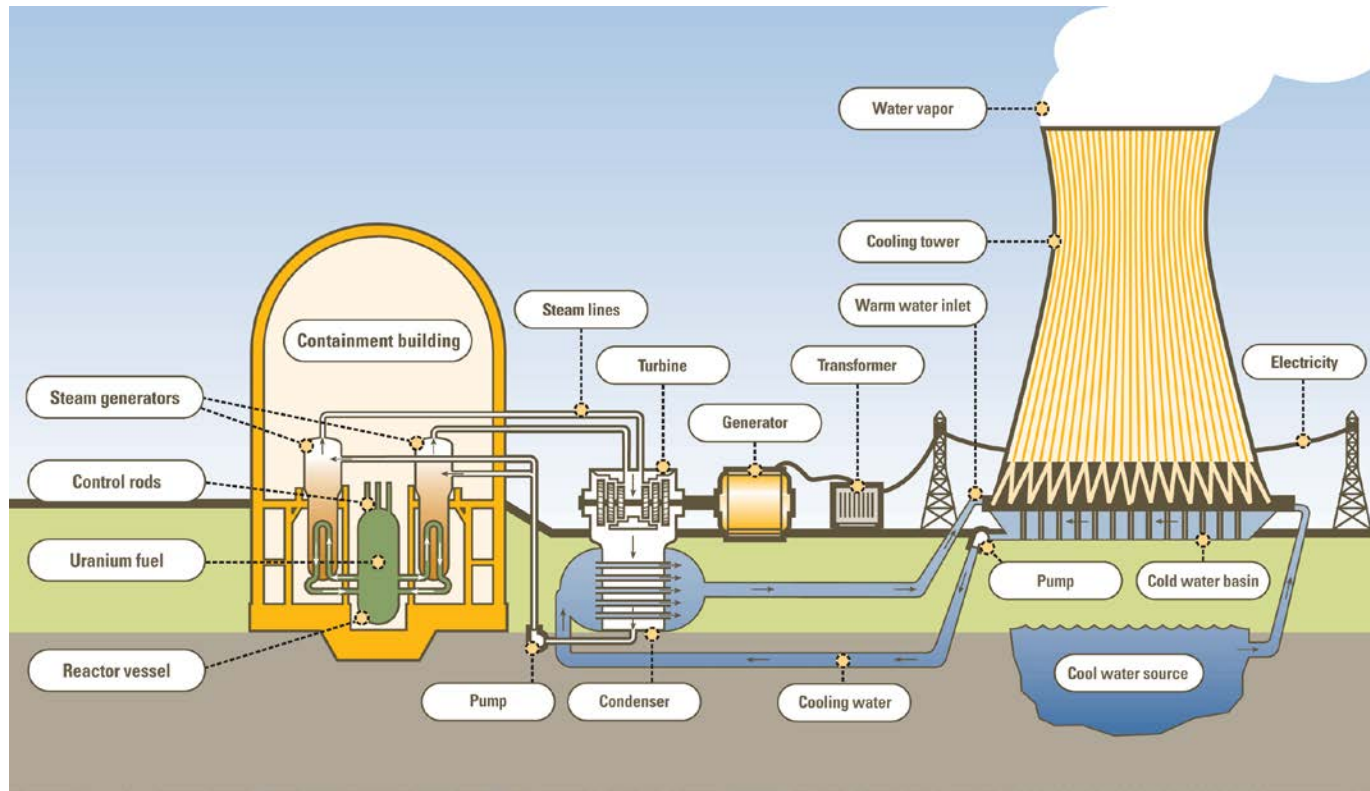 Water vapor
Cooling tower
Steam lines
Warm water inlet
Containment building
Turbine
Transformer
Electricity
Steam generators
Generator
Control rods
Uranium fuel
Pump
Cold water basin
Reactor vessel
Cool water source
Pump
Condenser
Cooling water